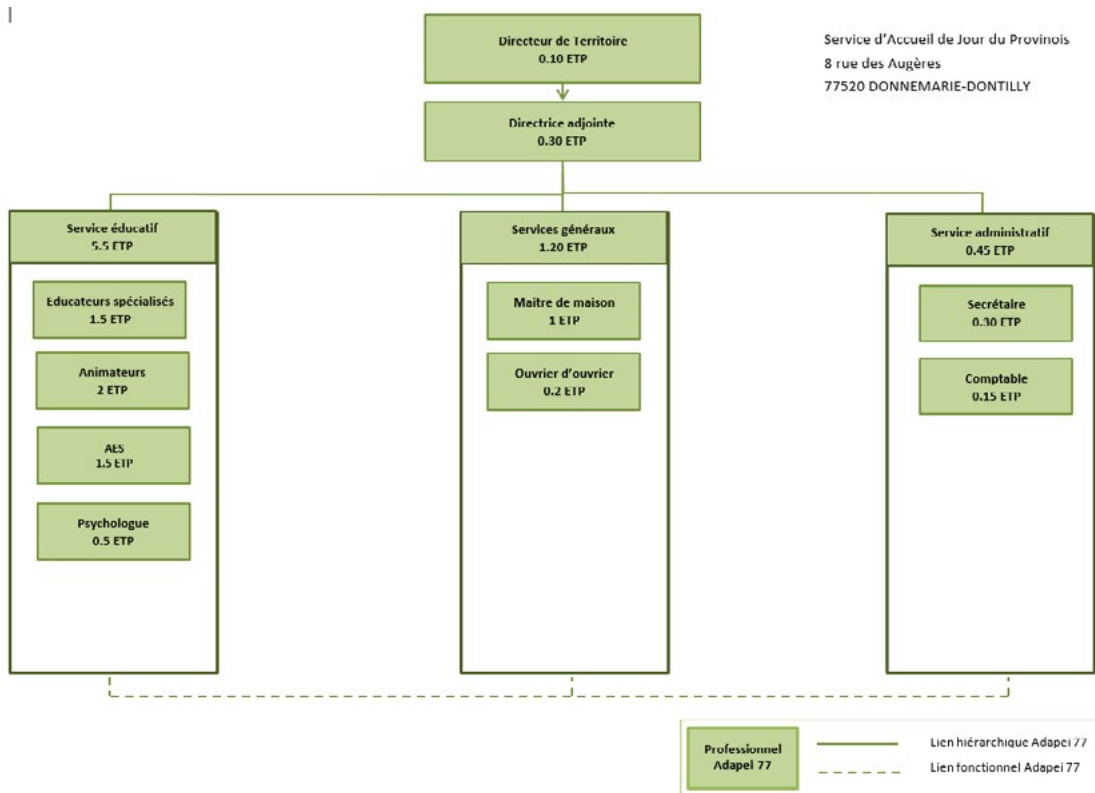 Directeur de Territoire
0.10 ETP
Service d'Accueil de Jour du Provinois
8 rue des Augères
77520 DONNEMARIE-DONTILLY
Directrice adjointe
0.30 ETP
Service éducatif
5.5 ETP
Educateurs spécialisés
1.5 ETP
Animateurs
2 ETP
AES
1.5 ETP
Psychologue
0.5 ETP
Services généraux
1.20 ETP
Maitre de maison
1 ETP
Ouvrier d'ouvrier
0.2 ETP
Service administratif
0.45 ETP
Secrétaire
0.30 ETP
Comptable
0.15 ETP
Professionnel
Adapei 77
Lien hiérarchique Adapei 77
Lien fonctionnel Adapei 77